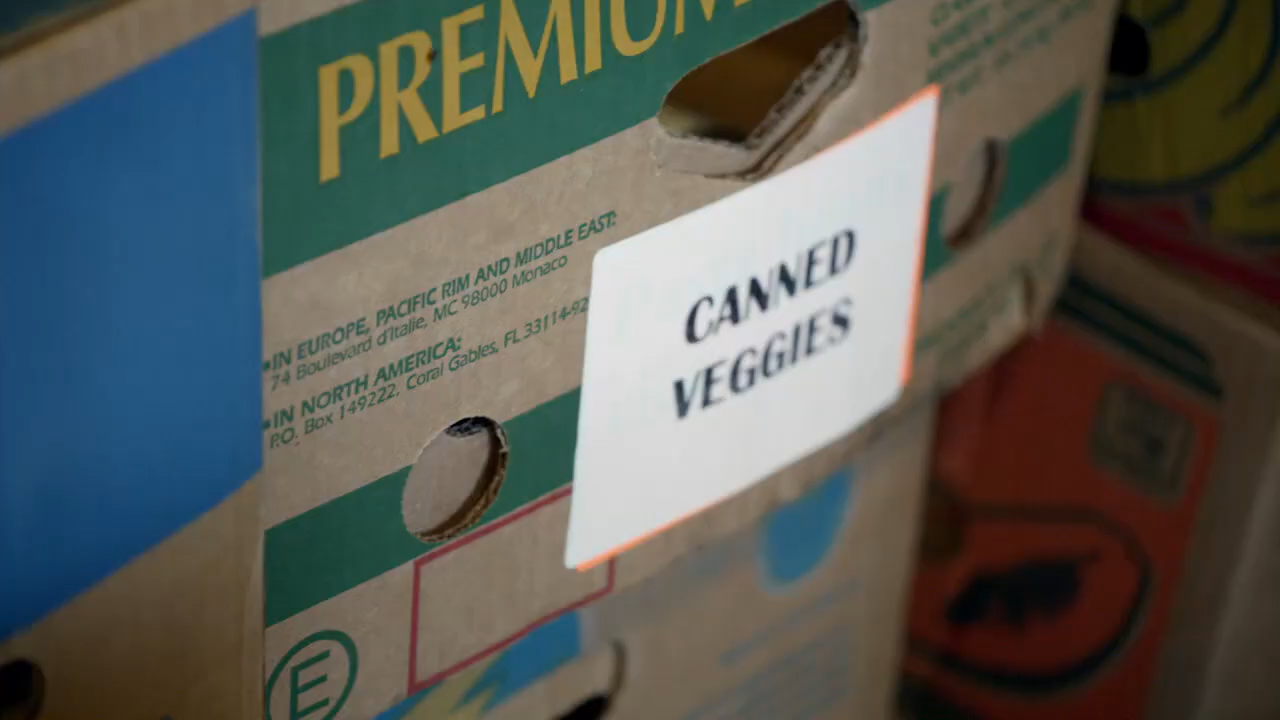 PREMIUM
•IN EUROPE, PACIFIC RIM AND MIDDLE EAST:
74 Boulevard d'Italie, MC 98000 Monaco
•IN NORTH AMERICA:
P.O. Box 149222, Coral Gables, FL 33114-92
CANNED
VEGGIES
E